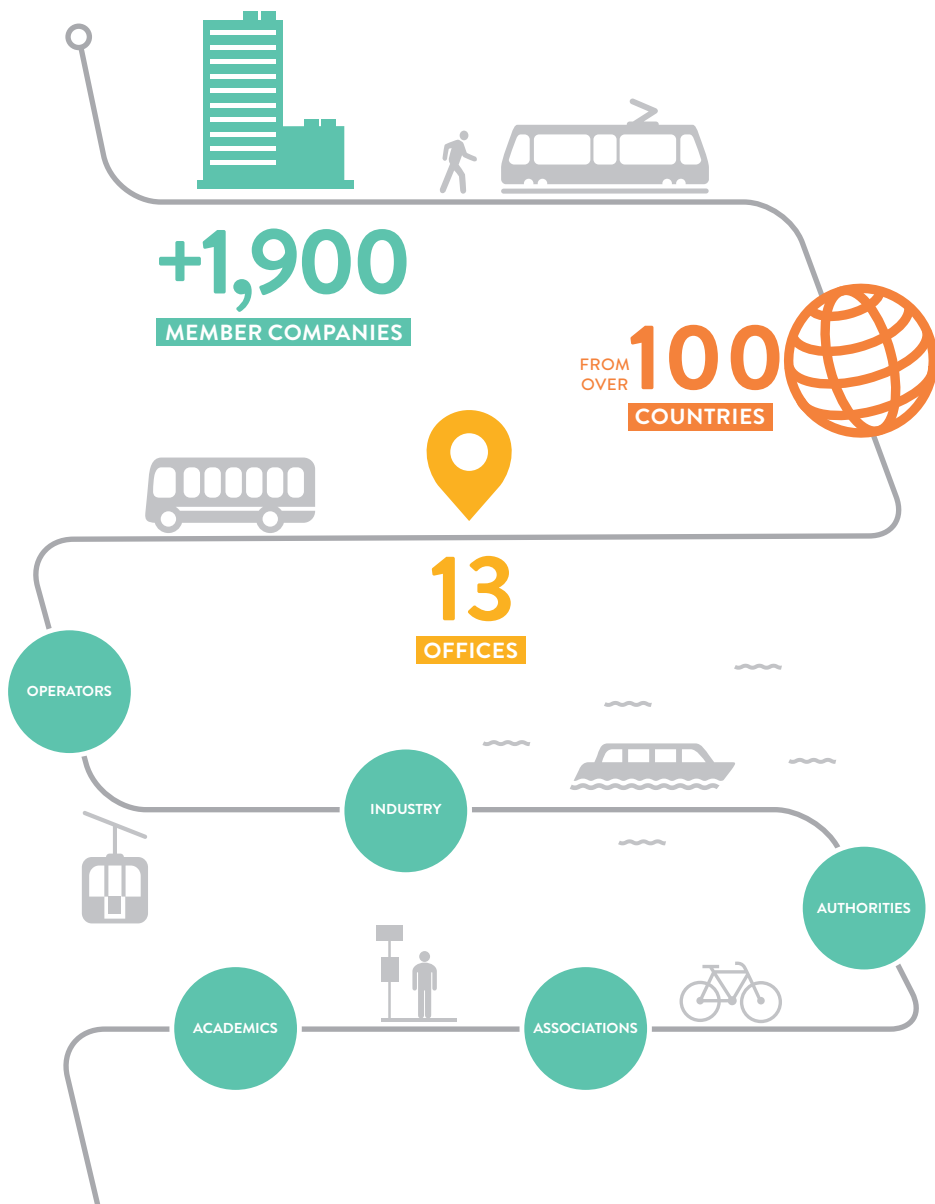 +1,900
MEMBER COMPANIES
FROM
OVER
100
COUNTRIES
13
OFFICES
OPERATORS
INDUSTRY
AUTHORITIES
ACADEMICS
ASSOCIATIONS